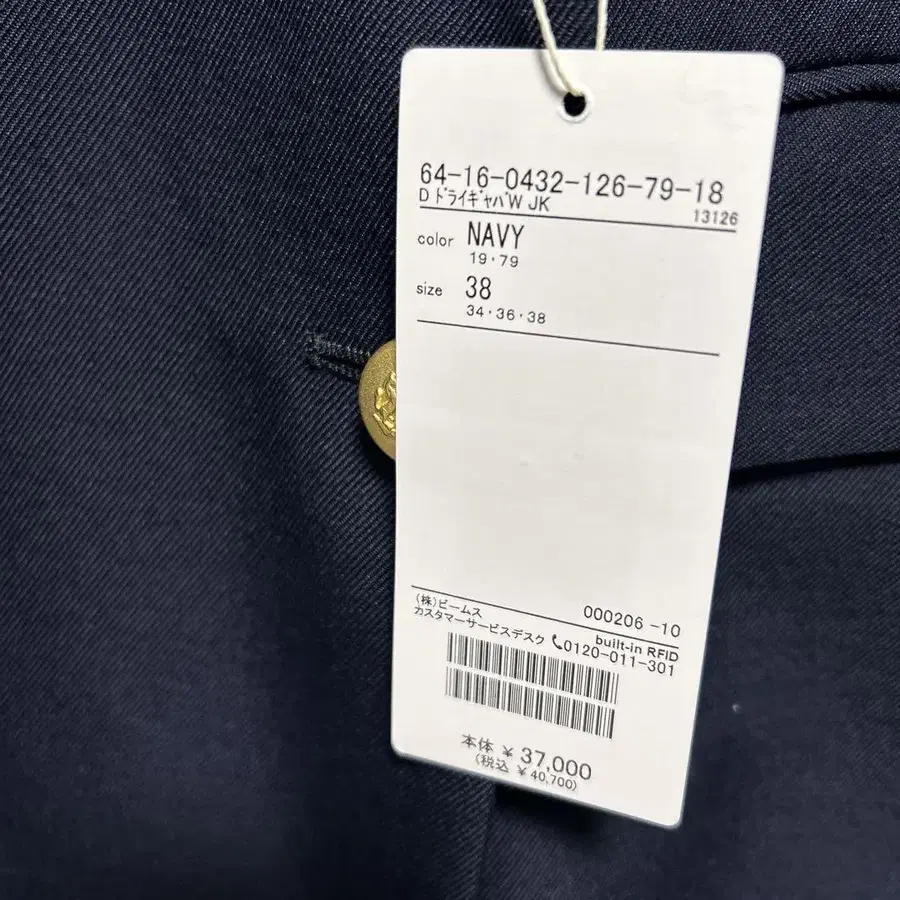 64-16-0432-126-79-18
D ドライギャバW JK
13126
color NAVY
19・79
size 38
34・36・38
(株)ビームス 000206 -10
カスタマーサービスデスク built-in RFID
0120-011-301
本体 ¥ 37,000
(税込 ¥ 40,700)